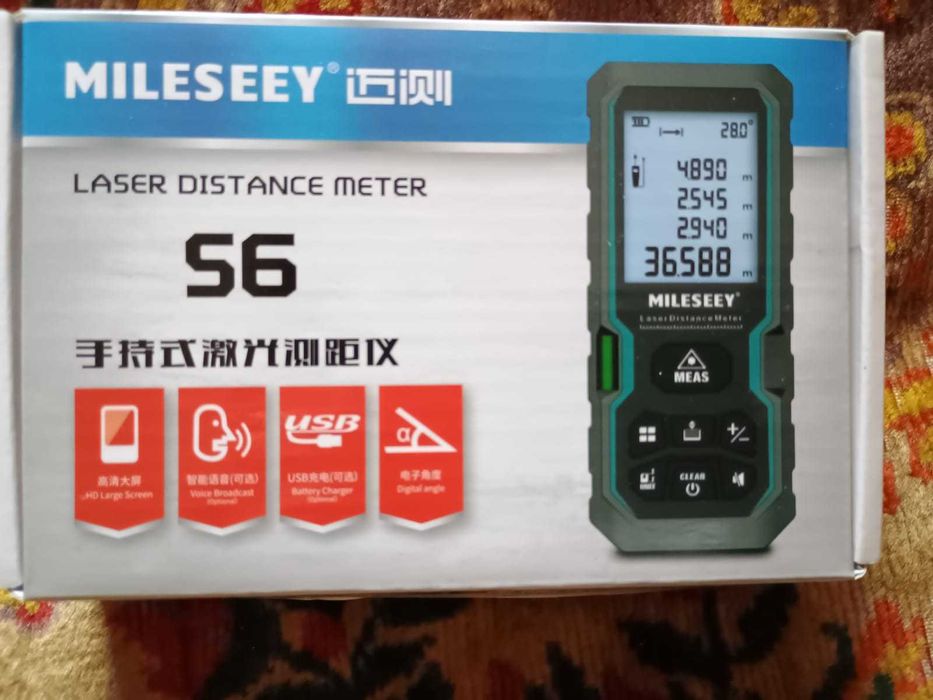 MILESEEY® 迈测
LASER DISTANCE METER
S6
手持式激光测距仪
高清大屏
HD Large Screen
智能语音(可选)
Voice Broadcast
(Optional)
USB
USB充电(可选)
Battery Charger
(Optional)
α
电子角度
Digital angle
28.0°
4.890 m
2.545 m
2.940 m
36.588 m
MILESEEY®
Laser Distance Meter
MEAS
+/-
CLEAR